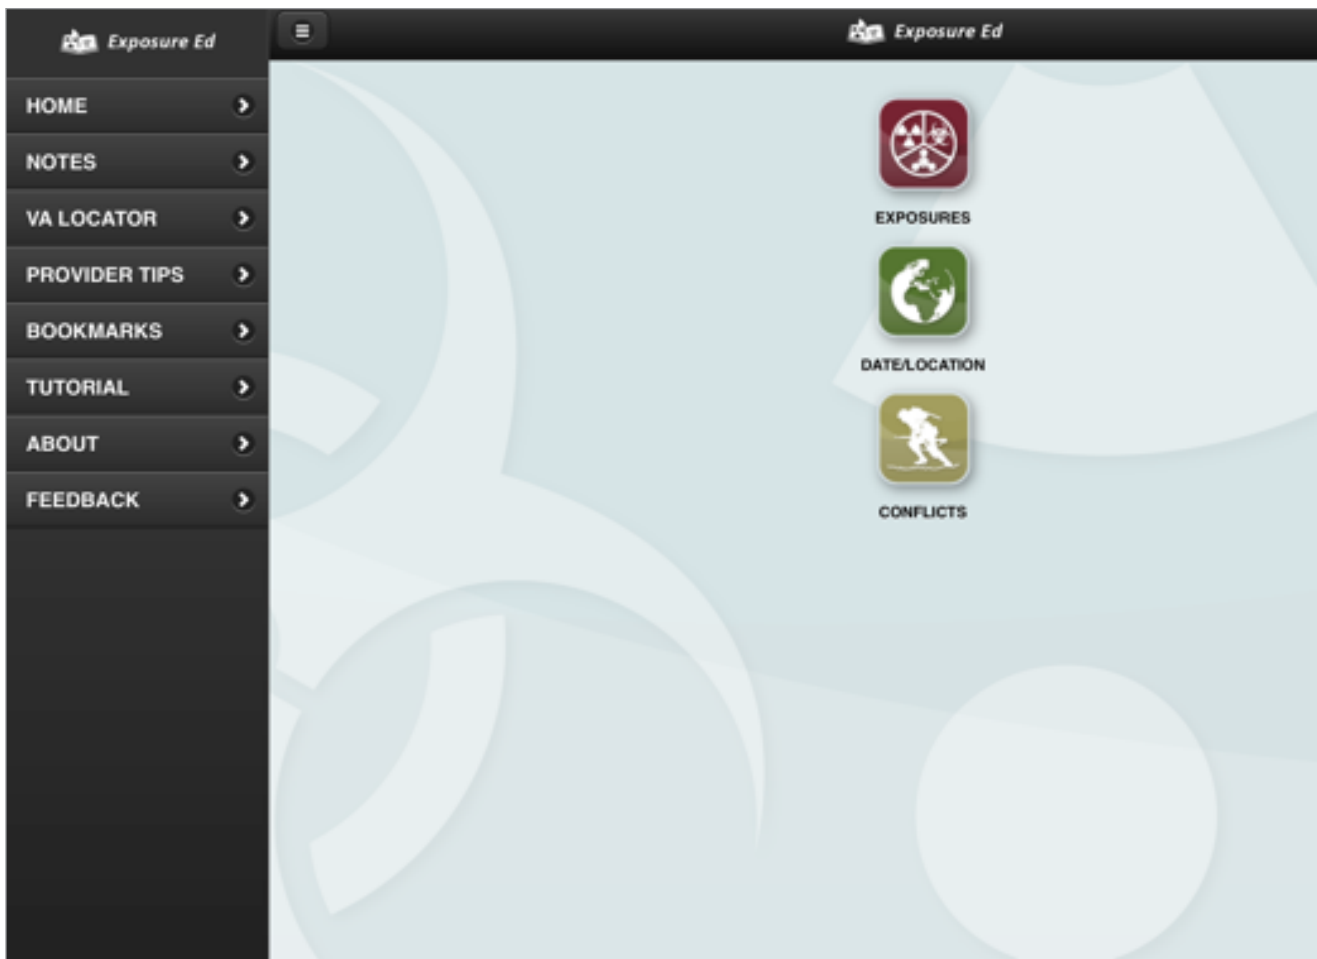 Exposure Ed
HOME
NOTES
VA LOCATOR
PROVIDER TIPS
BOOKMARKS
TUTORIAL
ABOUT
FEEDBACK
Exposure Ed
EXPOSURES
DATE/LOCATION
CONFLICTS